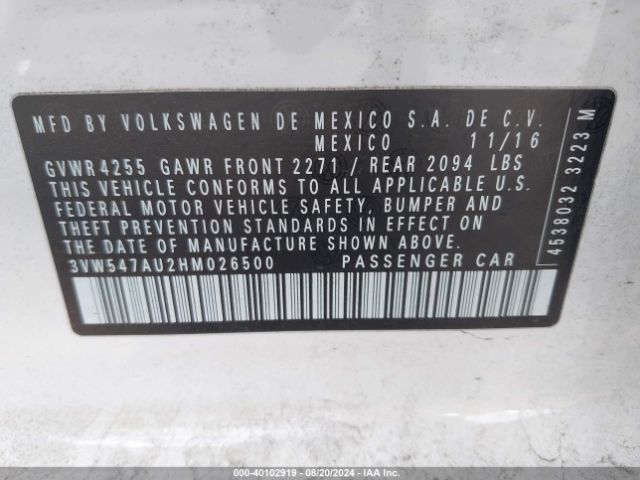 MFD BY VOLKSWAGEN DE MEXICO S.A. DE C.V.
MEXICO 11/16
GVWR 4255 GAWR FRONT 2271 / REAR 2094 LBS
THIS VEHICLE CONFORMS TO ALL APPLICABLE U.S.
FEDERAL MOTOR VEHICLE SAFETY, BUMPER AND
THEFT PREVENTION STANDARDS IN EFFECT ON
THE DATE OF MANUFACTURE SHOWN ABOVE.
3VW547AU2HM026500 PASSENGER CAR
4538032 3223 M
000-40102919 - 08/20/2024 - IAA Inc.